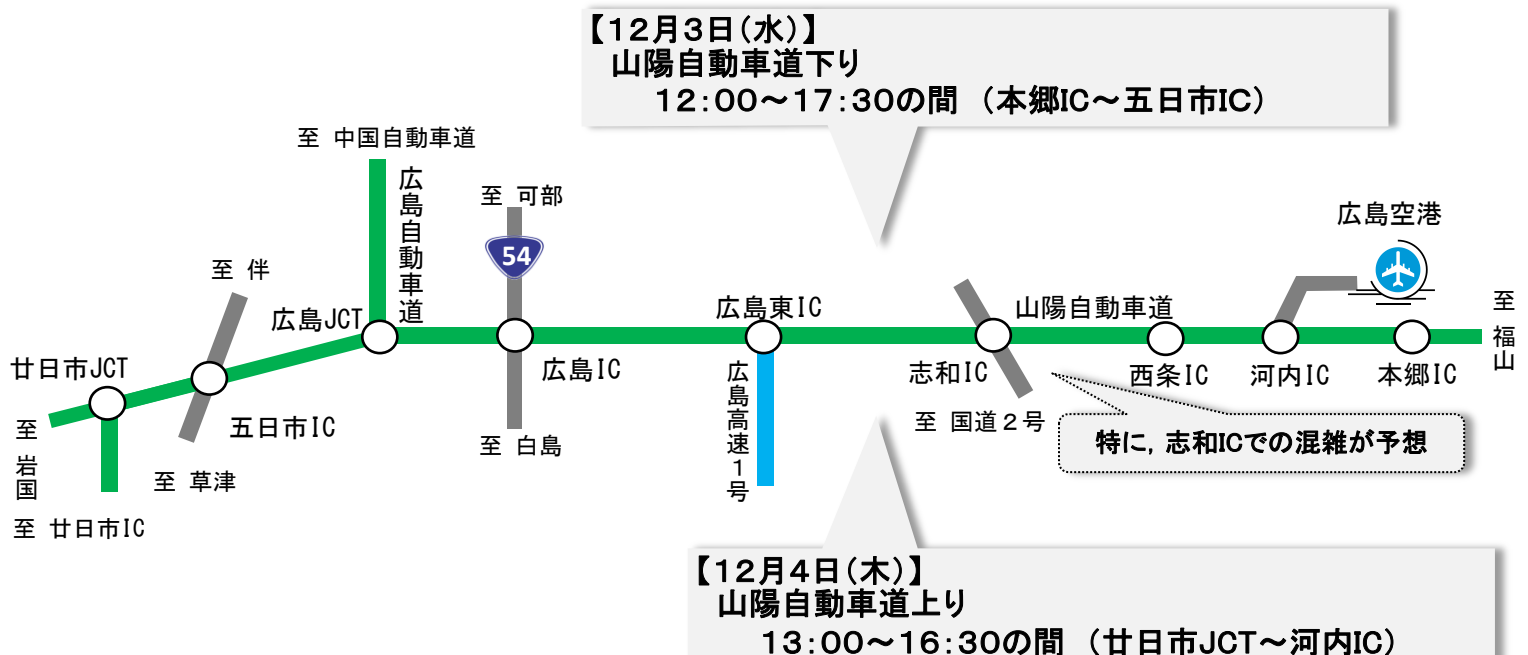 【12月3日(水)】
山陽自動車道下り
12:00～17:30の間 (本郷IC～五日市IC)
至 中国自動車道
広島自動車道
至 可部
54
広島空港
至 伴
広島JCT
広島東IC
山陽自動車道
至 福山
廿日市JCT
広島IC
志和IC
西条IC
河内IC
本郷IC
五日市IC
広島高速1号
至 国道2号
特に, 志和ICでの混雑が予想
至 岩国
至 白島
至 草津
至 廿日市IC
【12月4日(木)】
山陽自動車道上り
13:00～16:30の間 (廿日市JCT～河内IC)